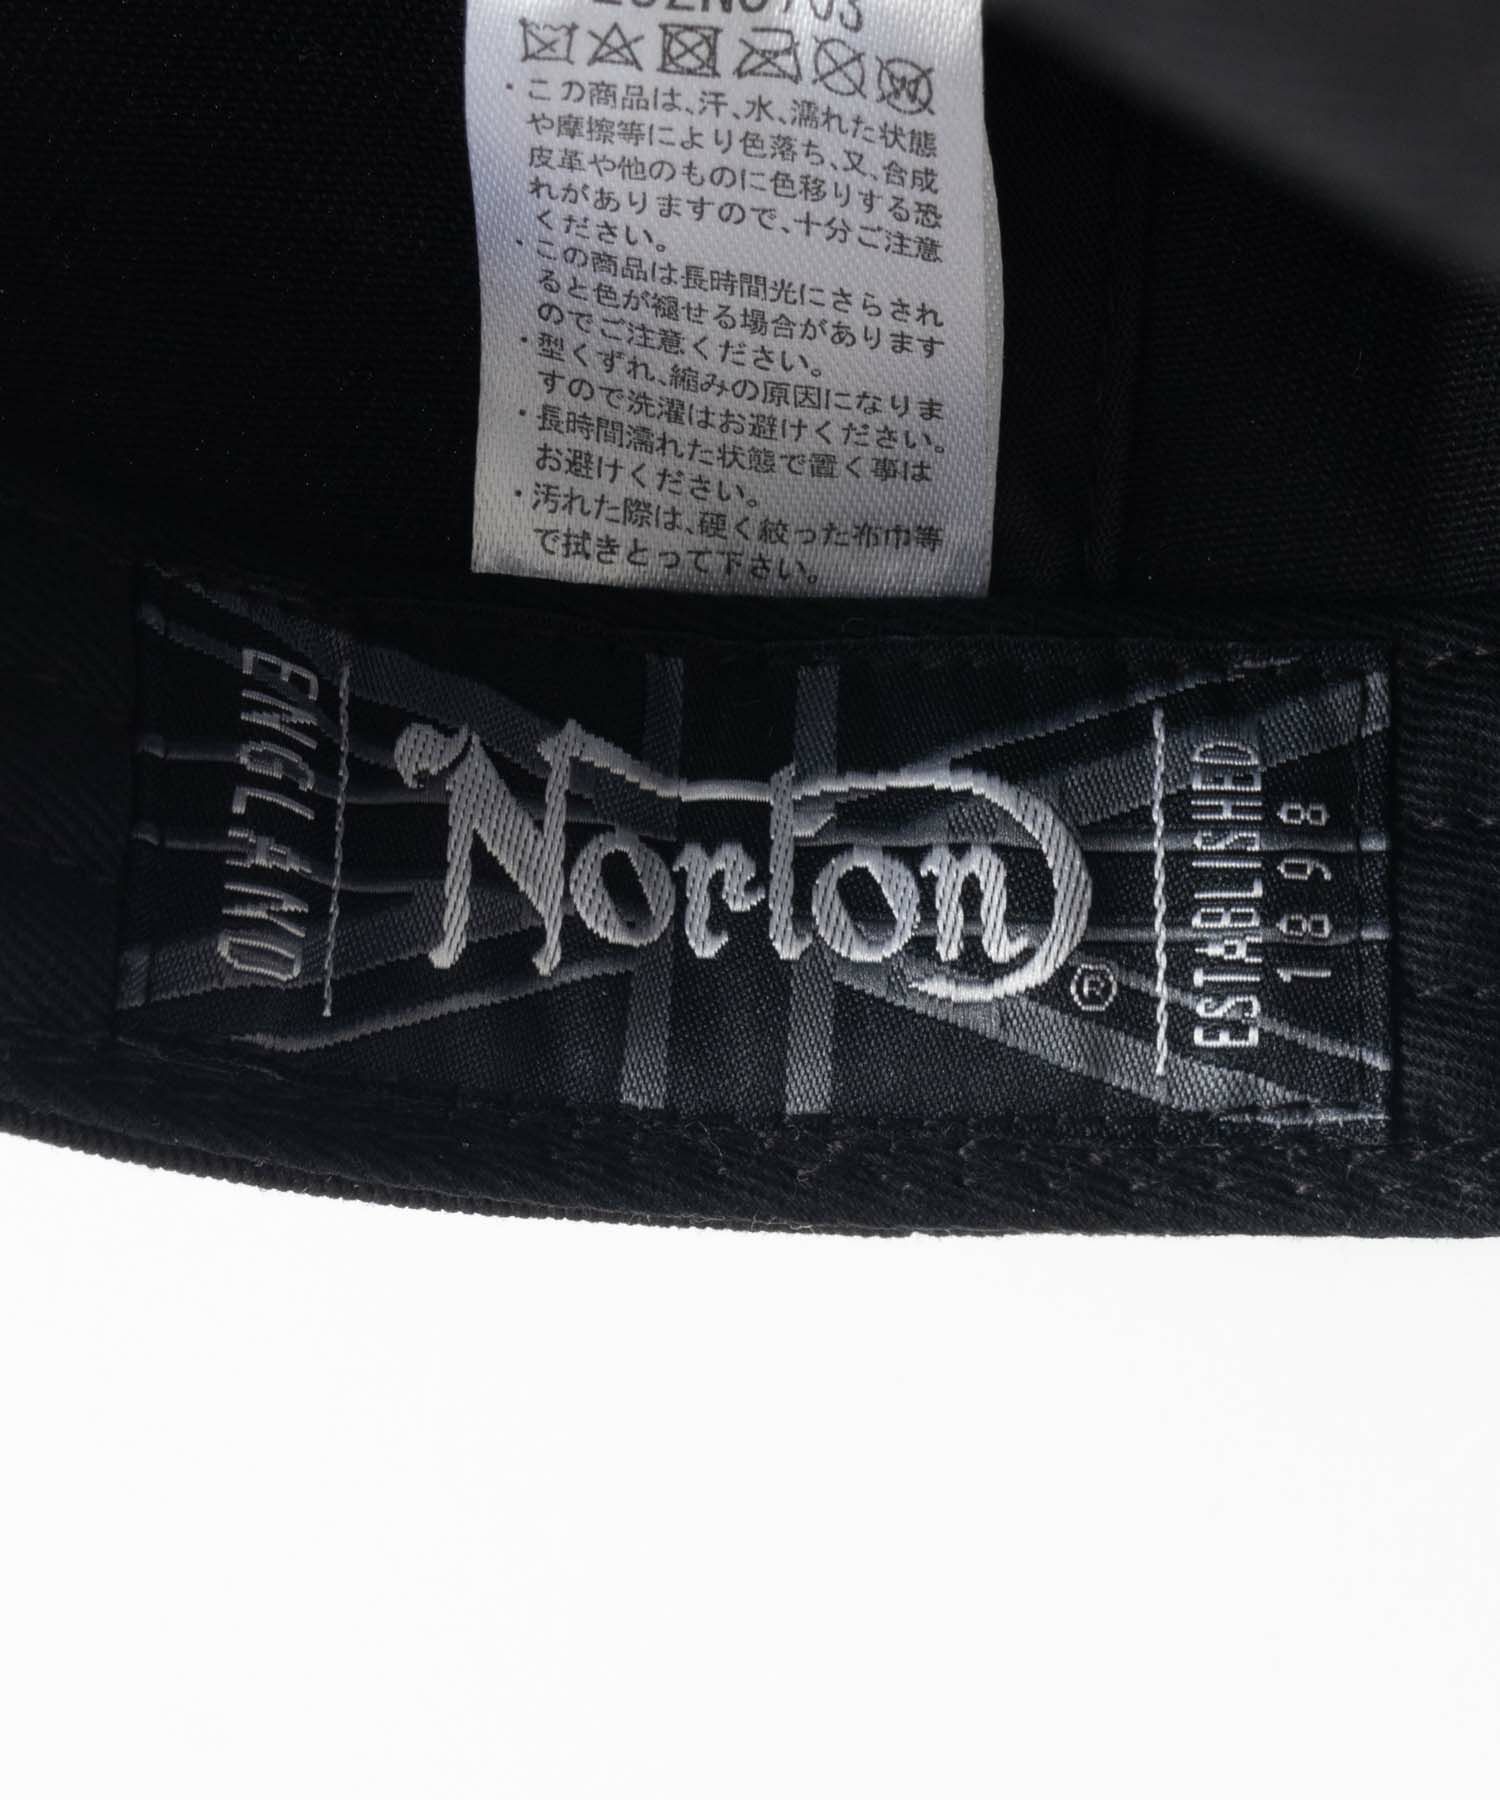 ・この商品は､汗､水､濡れた状態
や摩擦等により色落ち､又､合成
皮革や他のものに色移りする恐
れがありますので､十分ご注意
ください。
・この商品は長時間光にさらされ
ると色が褪せる場合があります
のでご注意ください。
・型くずれ､縮みの原因になりま
すので洗濯はお避けください。
・長時間濡れた状態で置く事は
お避けください。
・汚れた際は､硬く絞った布巾等
で拭きとって下さい。
ENGLAND
Norton®
ESTABLISHED
1898